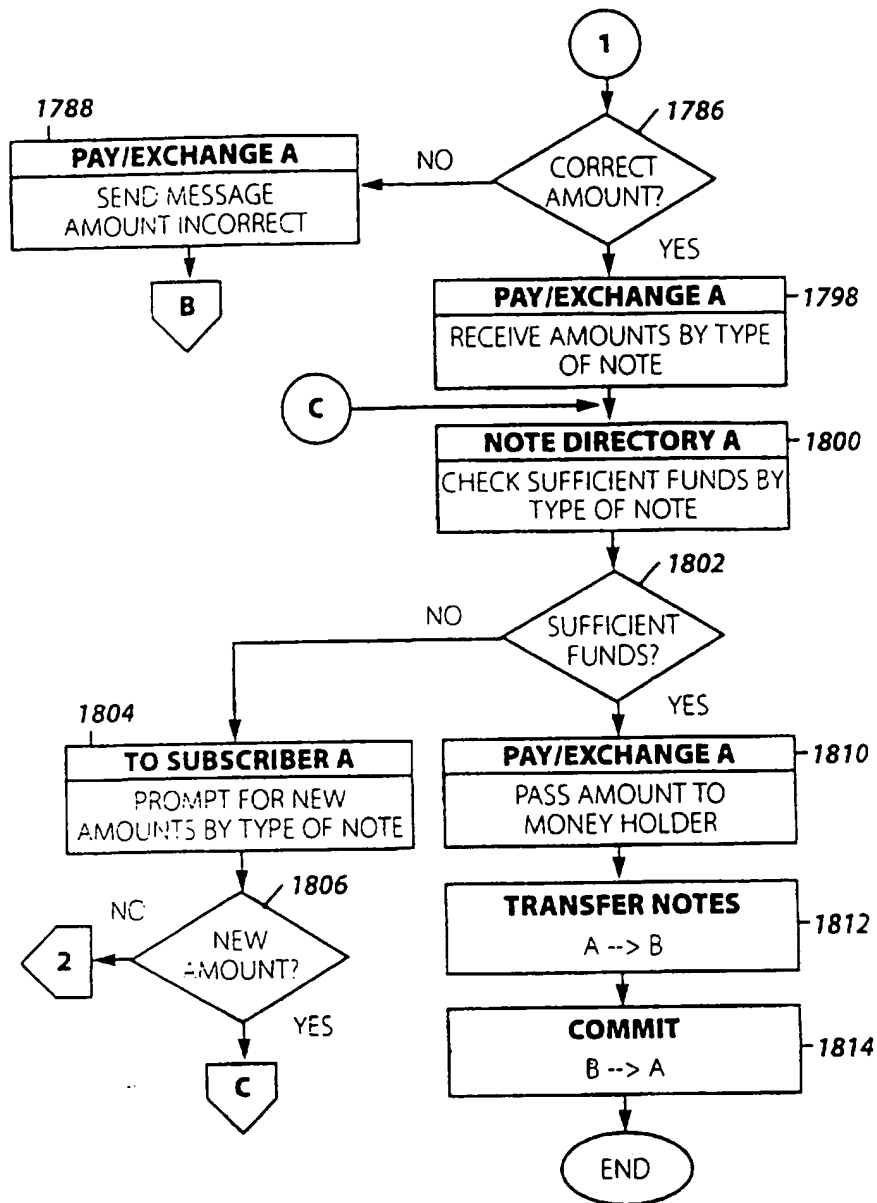 1
1788
1786
PAY/EXCHANGE A
NO
CORRECT
AMOUNT?
SEND MESSAGE
AMOUNT INCORRECT
YES
B
PAY/EXCHANGE A
1798
RECEIVE AMOUNTS BY TYPE
OF NOTE
C
NOTE DIRECTORY A
1800
CHECK SUFFICIENT FUNDS BY
TYPE OF NOTE
1802
NO
SUFFICIENT
FUNDS?
YES
1804
TO SUBSCRIBER A
PROMPT FOR NEW
AMOUNTS BY TYPE OF NOTE
PAY/EXCHANGE A
1810
PASS AMOUNT TO
MONEY HOLDER
1806
NO
2
NEW
AMOUNT?
YES
C
TRANSFER NOTES
1812
A --> B
COMMIT
1814
B --> A
END